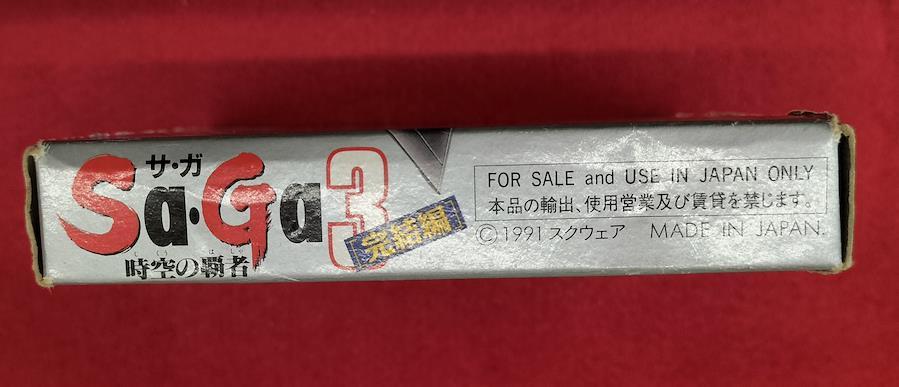 サ・ガ
Sa・Ga3
完結編
時空の覇者
FOR SALE and USE IN JAPAN ONLY
本品の輸出、使用営業及び賃貸を禁じます。
©1991 スクウェア MADE IN JAPAN.